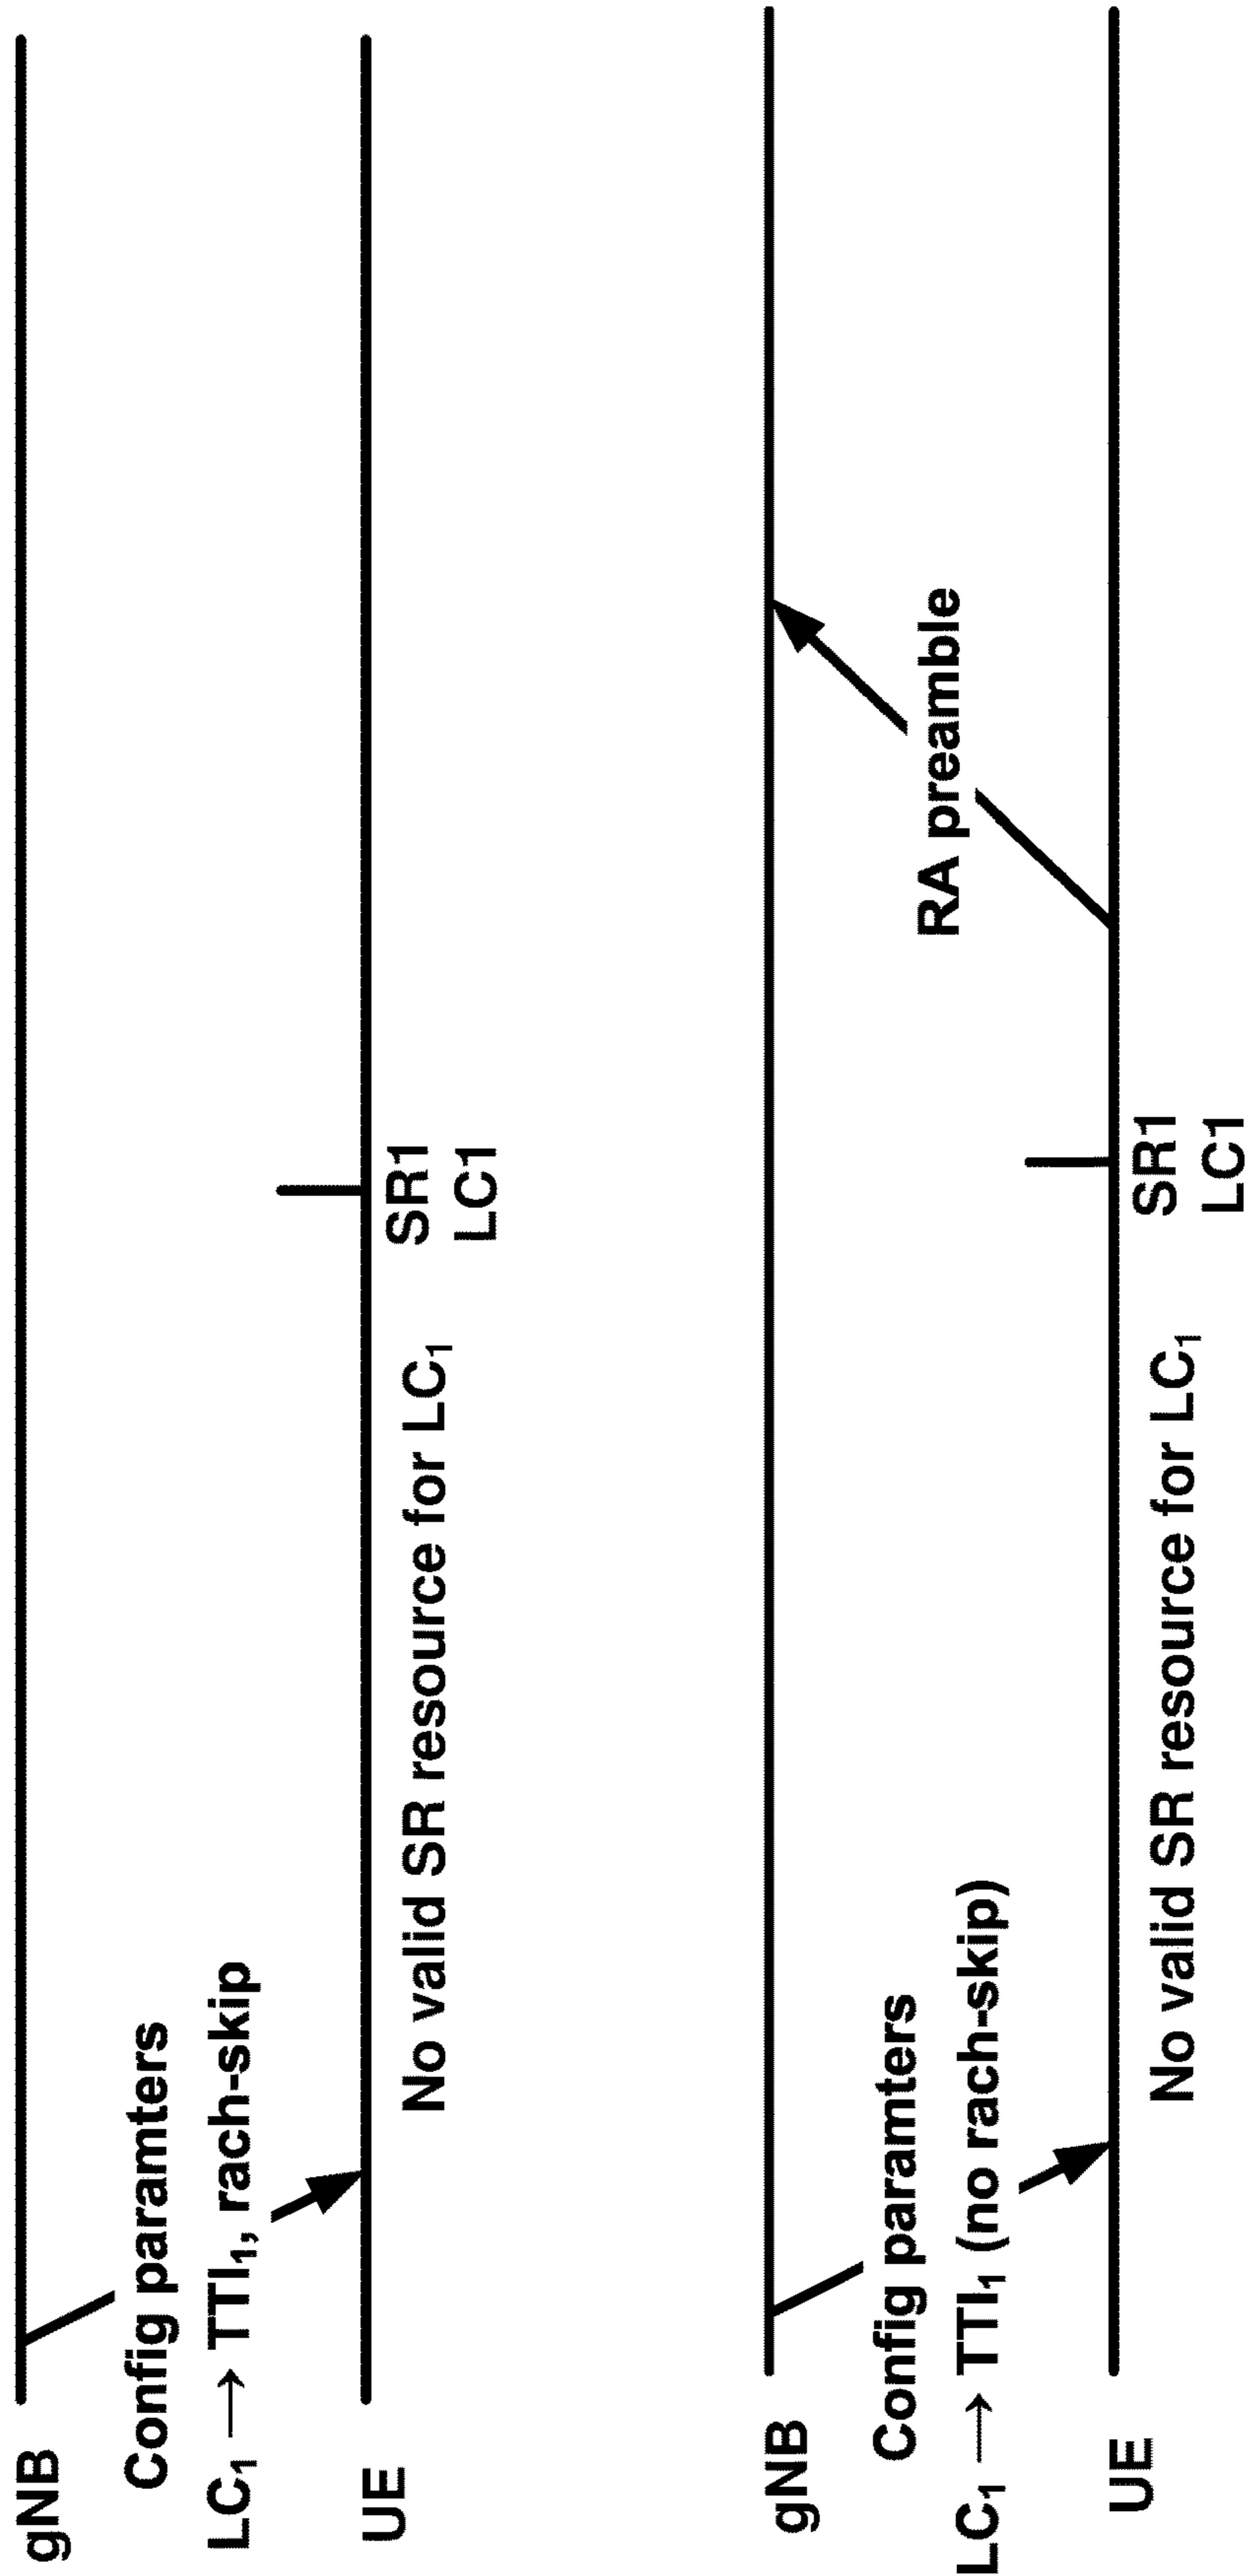 gNB
Config paramters
LC₁ → TTI₁, rach-skip
UE
No valid SR resource for LC₁
SR1
LC1
gNB
Config paramters
LC₁ → TTI₁ (no rach-skip)
RA preamble
UE
No valid SR resource for LC₁
SR1
LC1